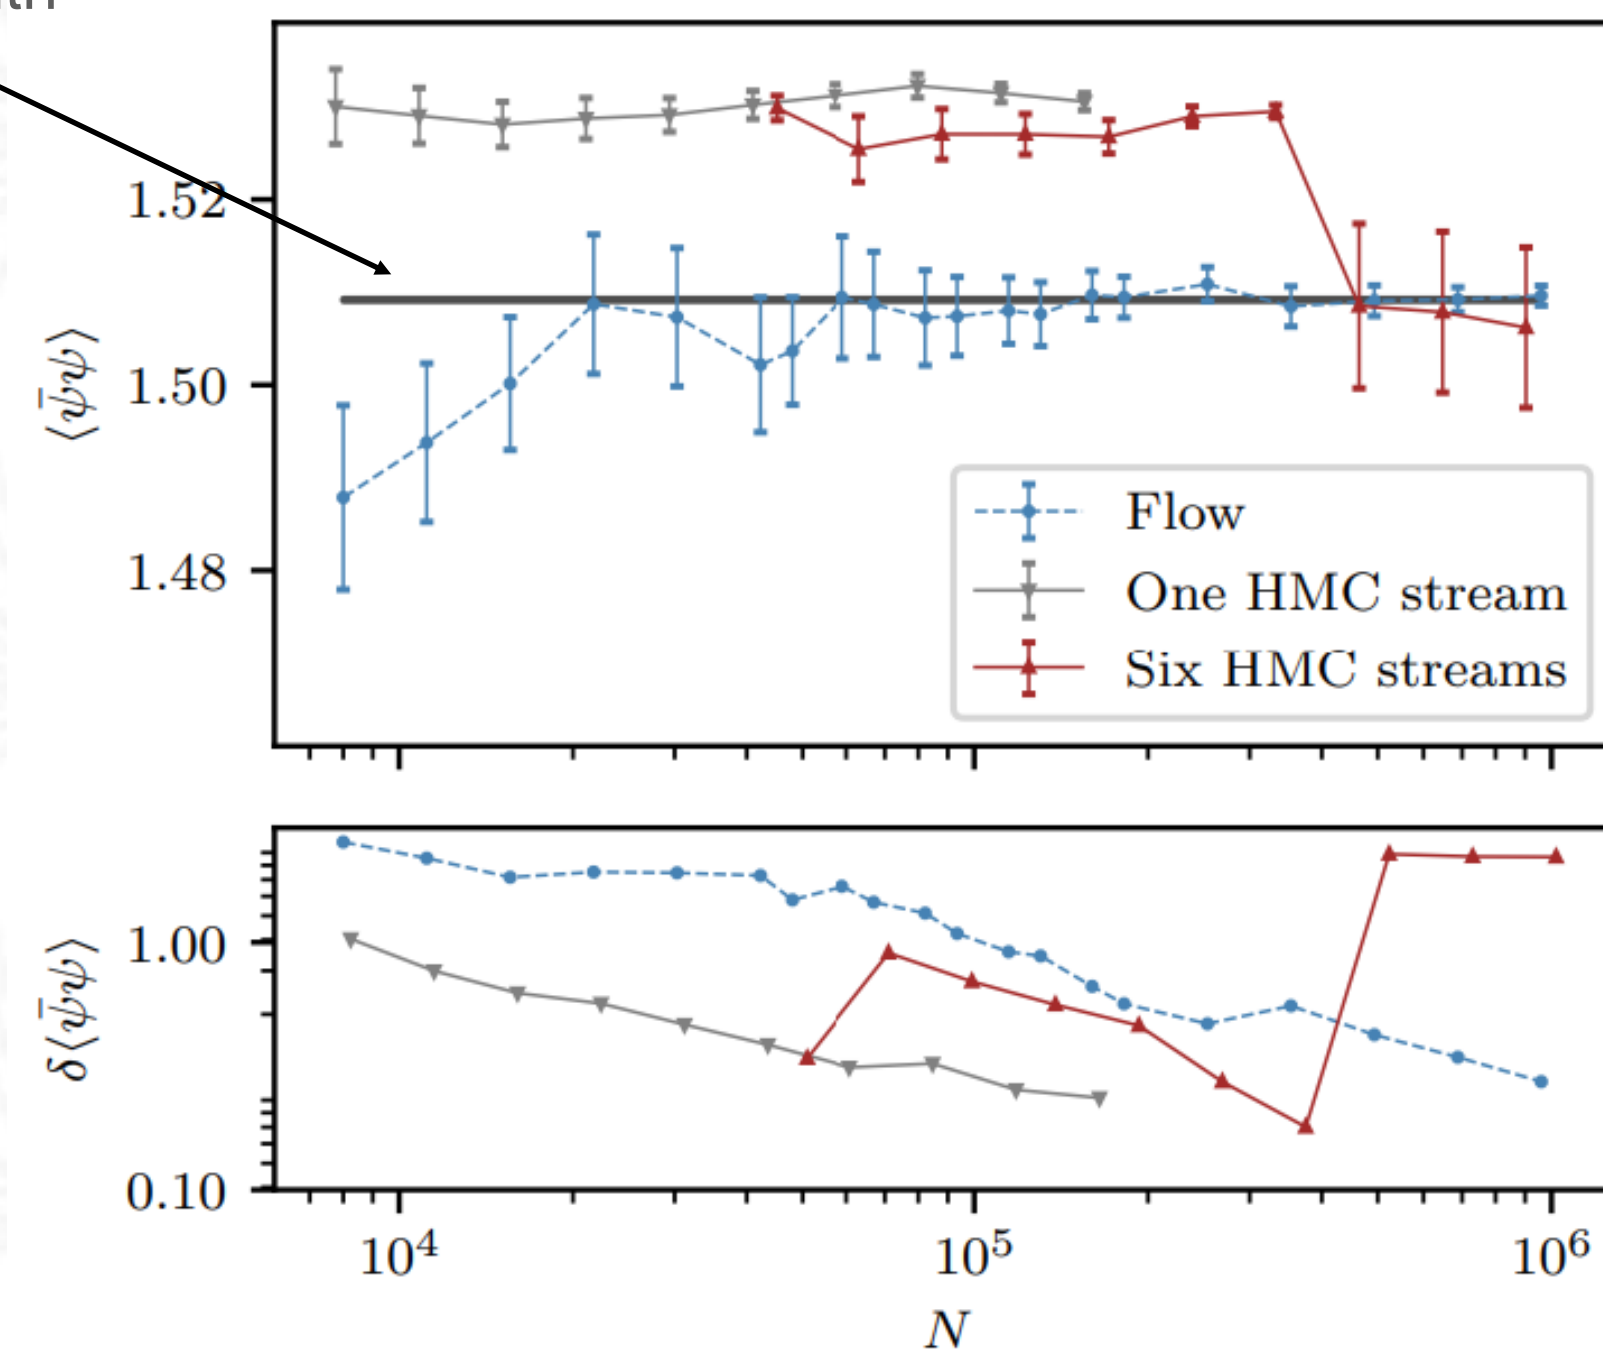 1.52
1.50
1.48
⟨ψ̄ψ⟩
Flow
One HMC stream
Six HMC streams
1.00
0.10
δ⟨ψ̄ψ⟩
10⁴
10⁵
10⁶
N